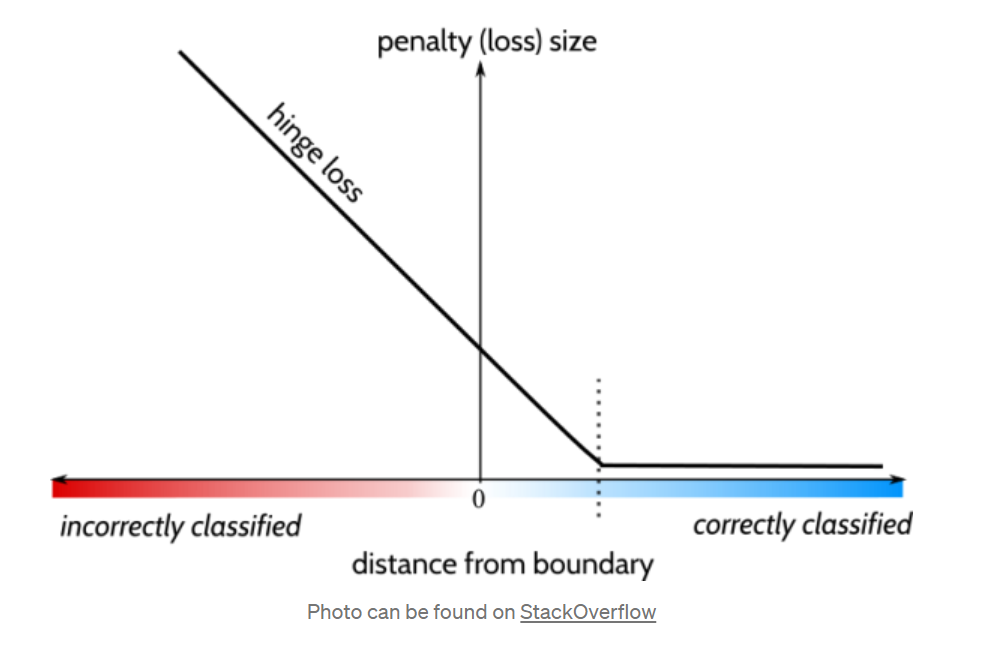 penalty (loss) size
hinge loss
0
incorrectly classified
correctly classified
distance from boundary
Photo can be found on StackOverflow